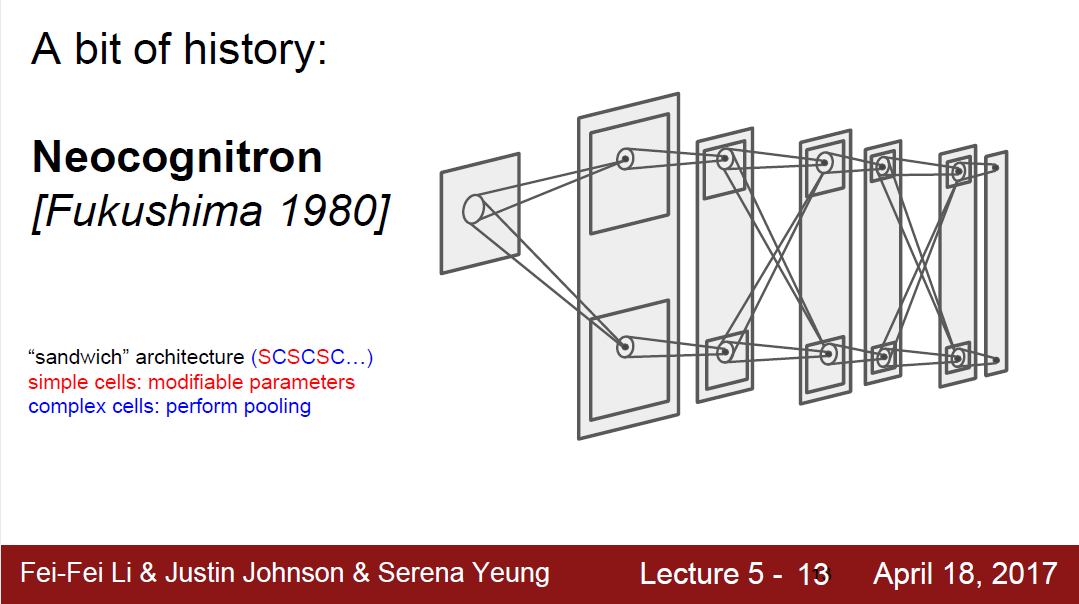 A bit of history:
Neocognitron
[Fukushima 1980]
“sandwich” architecture (SCSCSC…)
simple cells: modifiable parameters
complex cells: perform pooling
Fei-Fei Li & Justin Johnson & Serena Yeung Lecture 5 - 13 April 18, 2017